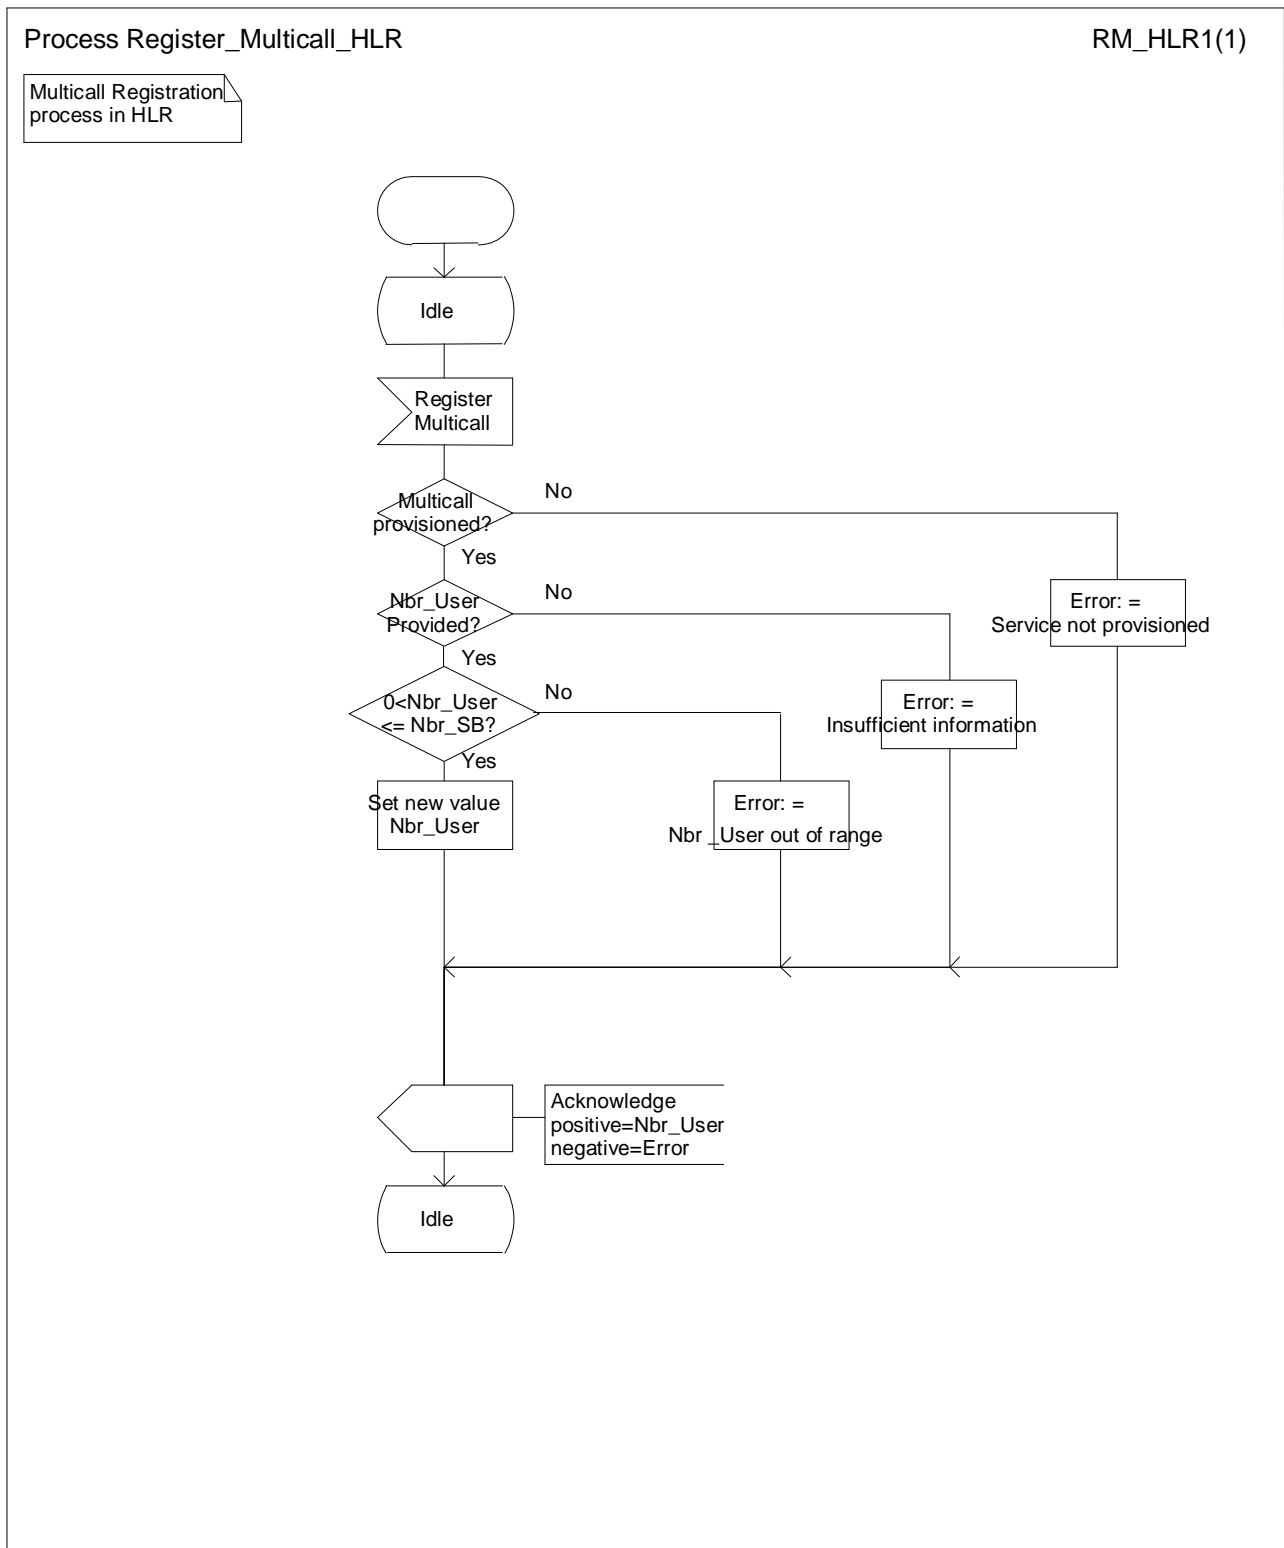 Process Register_Multicall_HLR
RM_HLR1(1)
Multicall Registration
process in HLR
Idle
Register
Multicall
Multicall
provisioned?
No
Yes
Nbr_User
Provided?
No
Yes
Error: =
Service not provisioned
0<Nbr_User
<= Nbr_SB?
No
Yes
Error: =
Insufficient information
Set new value
Nbr_User
Error: =
Nbr _User out of range
Acknowledge
positive=Nbr_User
negative=Error
Idle